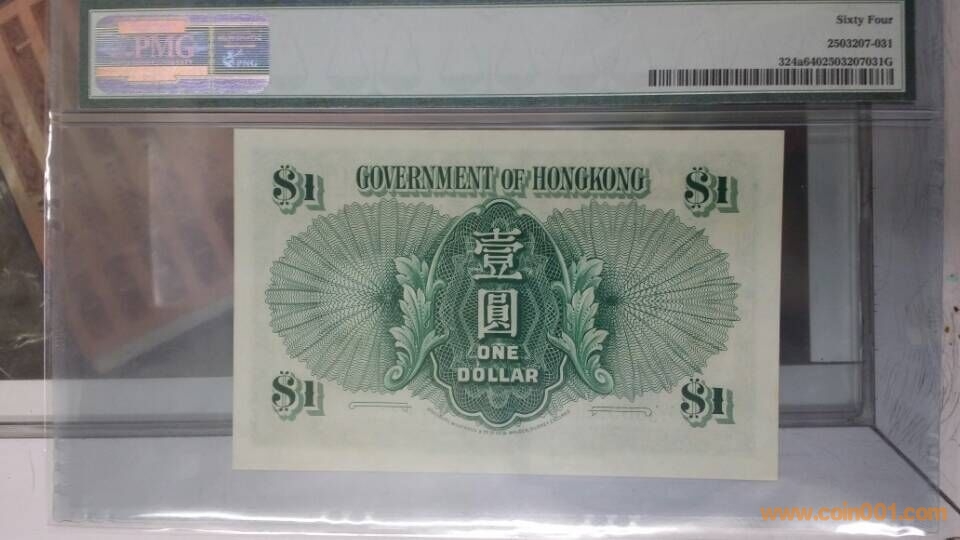 PMG
PNG
Sixty Four
2503207-031
324a6402503207031G
GOVERNMENT OF HONGKONG
$1
$1
壹
圓
ONE
DOLLAR
$1
$1
www.coin001.com